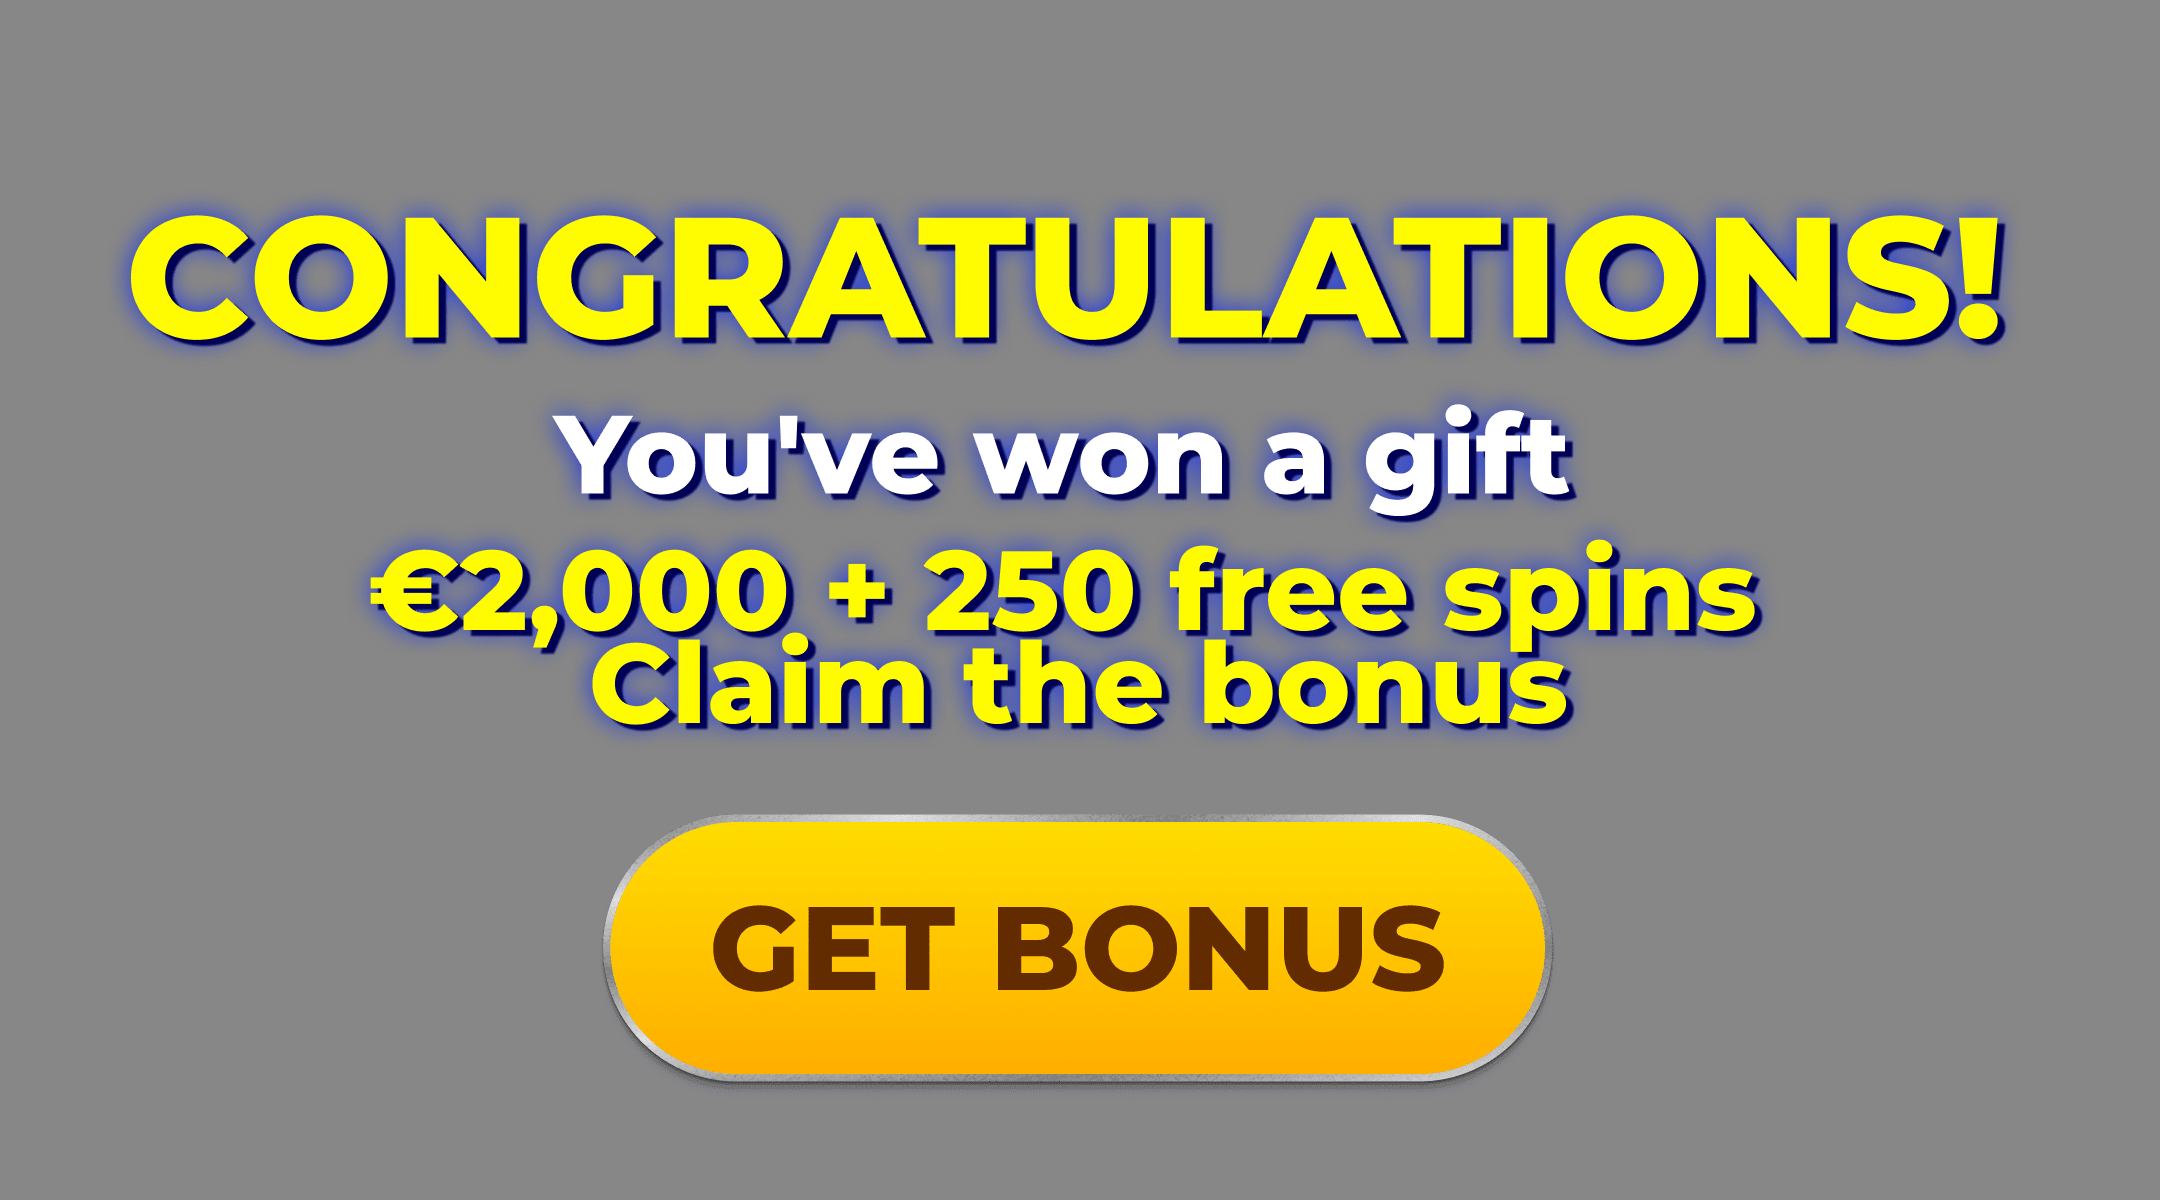 CONGRATULATIONS!
You've won a gift
€2,000 + 250 free spins
Claim the bonus
GET BONUS